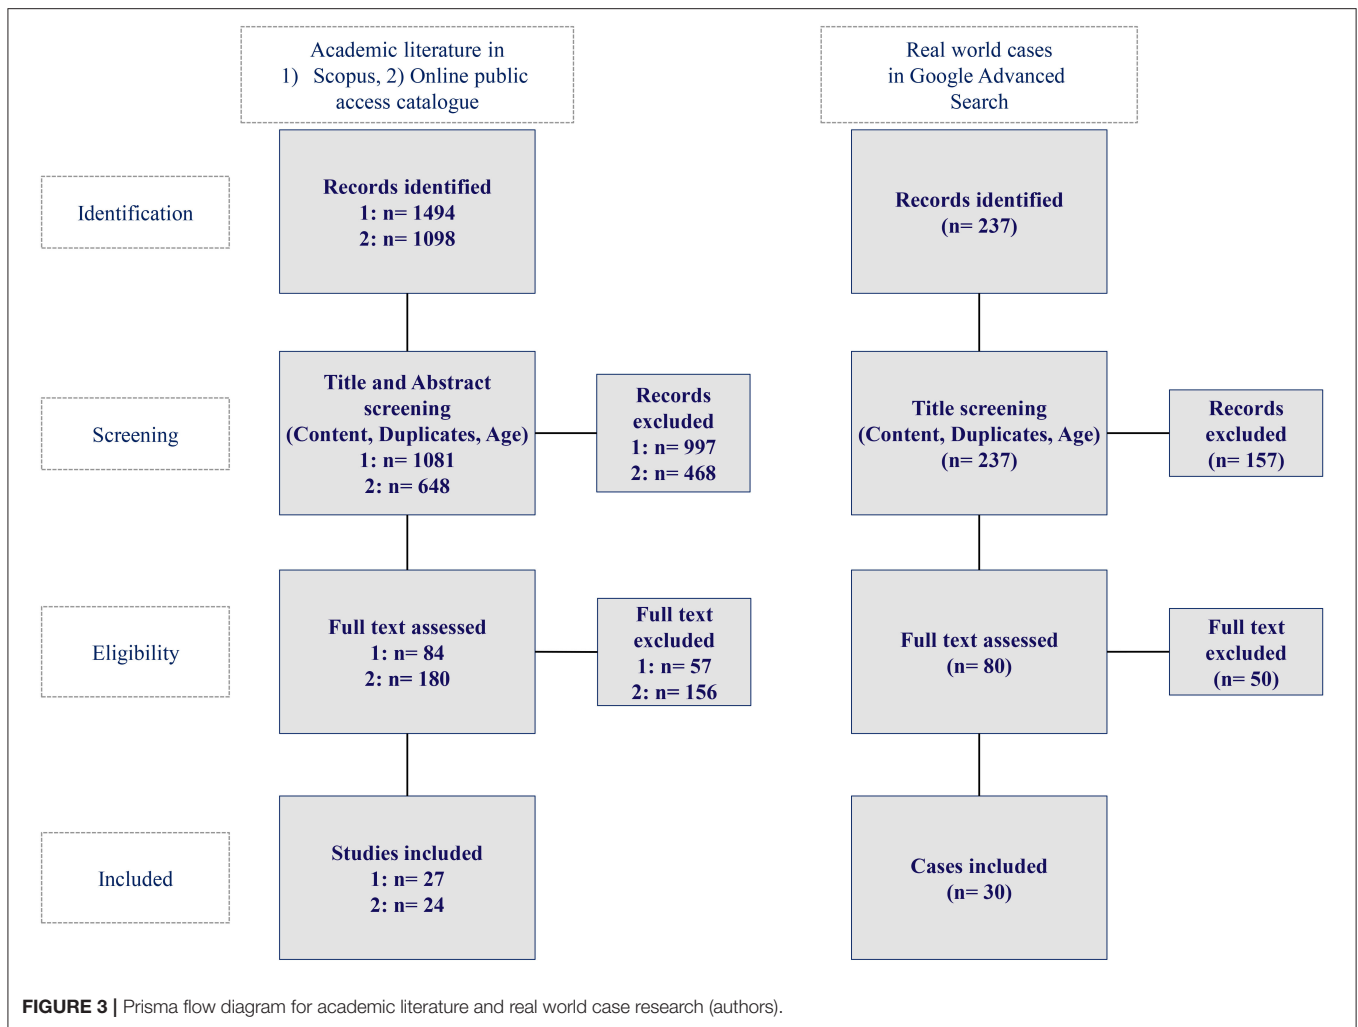 Academic literature in
1) Scopus, 2) Online public
access catalogue
Real world cases
in Google Advanced
Search
Identification
Records identified
1: n= 1494
2: n= 1098
Records identified
(n= 237)
Screening
Title and Abstract
screening
(Content, Duplicates, Age)
1: n= 1081
2: n= 648
Records
excluded
1: n= 997
2: n= 468
Title screening
(Content, Duplicates, Age)
(n= 237)
Records
excluded
(n= 157)
Eligibility
Full text assessed
1: n= 84
2: n= 180
Full text
excluded
1: n= 57
2: n= 156
Full text assessed
(n= 80)
Full text
excluded
(n= 50)
Included
Studies included
1: n= 27
2: n= 24
Cases included
(n= 30)
FIGURE 3 | Prisma flow diagram for academic literature and real world case research (authors).